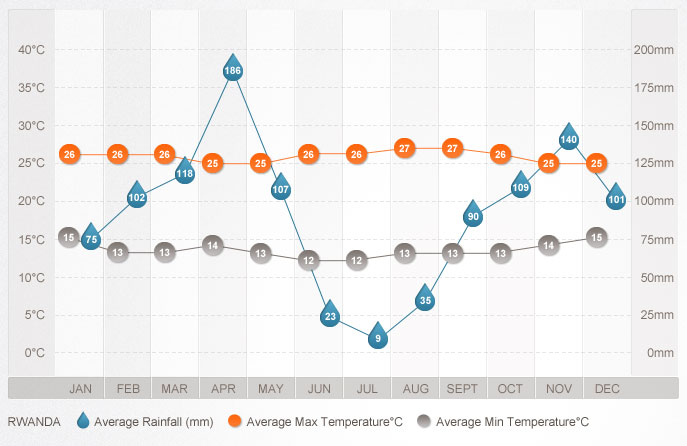 40°C 200mm
186
35°C 175mm
30°C 150mm
140
26 26 26 25 25 26 26 27 27 26 25 25
25°C 125mm
118
102 107 109 101
20°C 100mm
90
15 75 13 13 14 13 12 12 13 13 13 14 15
15°C 75mm
10°C 50mm
35
5°C 25mm
23
9
0°C 0mm
JAN FEB MAR APR MAY JUN JUL AUG SEPT OCT NOV DEC
RWANDA Average Rainfall (mm) Average Max Temperature°C Average Min Temperature°C